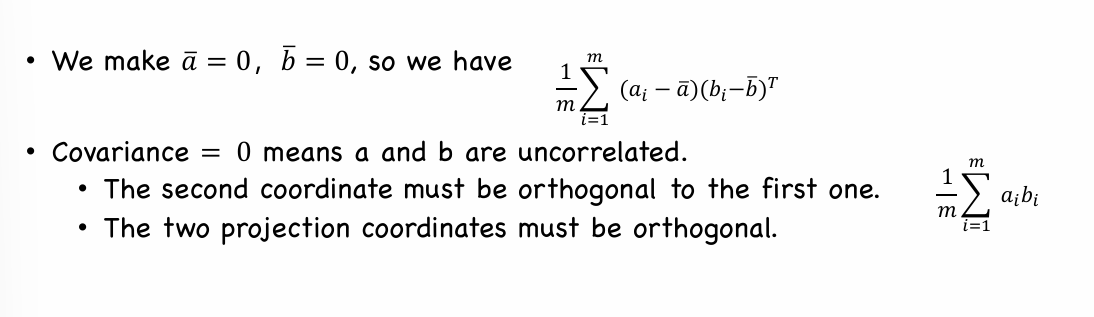 • We make ā = 0, b̄ = 0, so we have
$\frac{1}{m}\sum_{i=1}^{m}(a_i - \bar{a})(b_i - \bar{b})^T$
• Covariance = 0 means a and b are uncorrelated.
• The second coordinate must be orthogonal to the first one.
$\frac{1}{m}\sum_{i=1}^{m} a_i b_i$
• The two projection coordinates must be orthogonal.